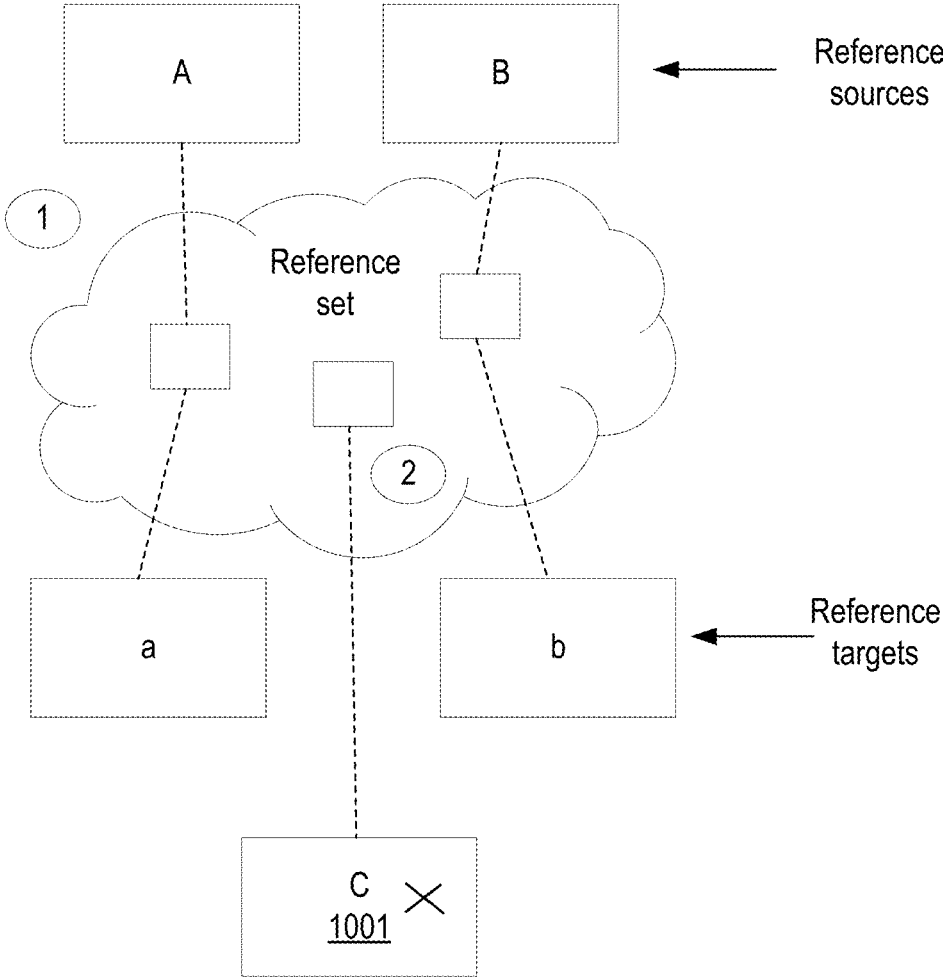 A
B
Reference
sources
1
Reference
set
2
a
b
Reference
targets
C
1001